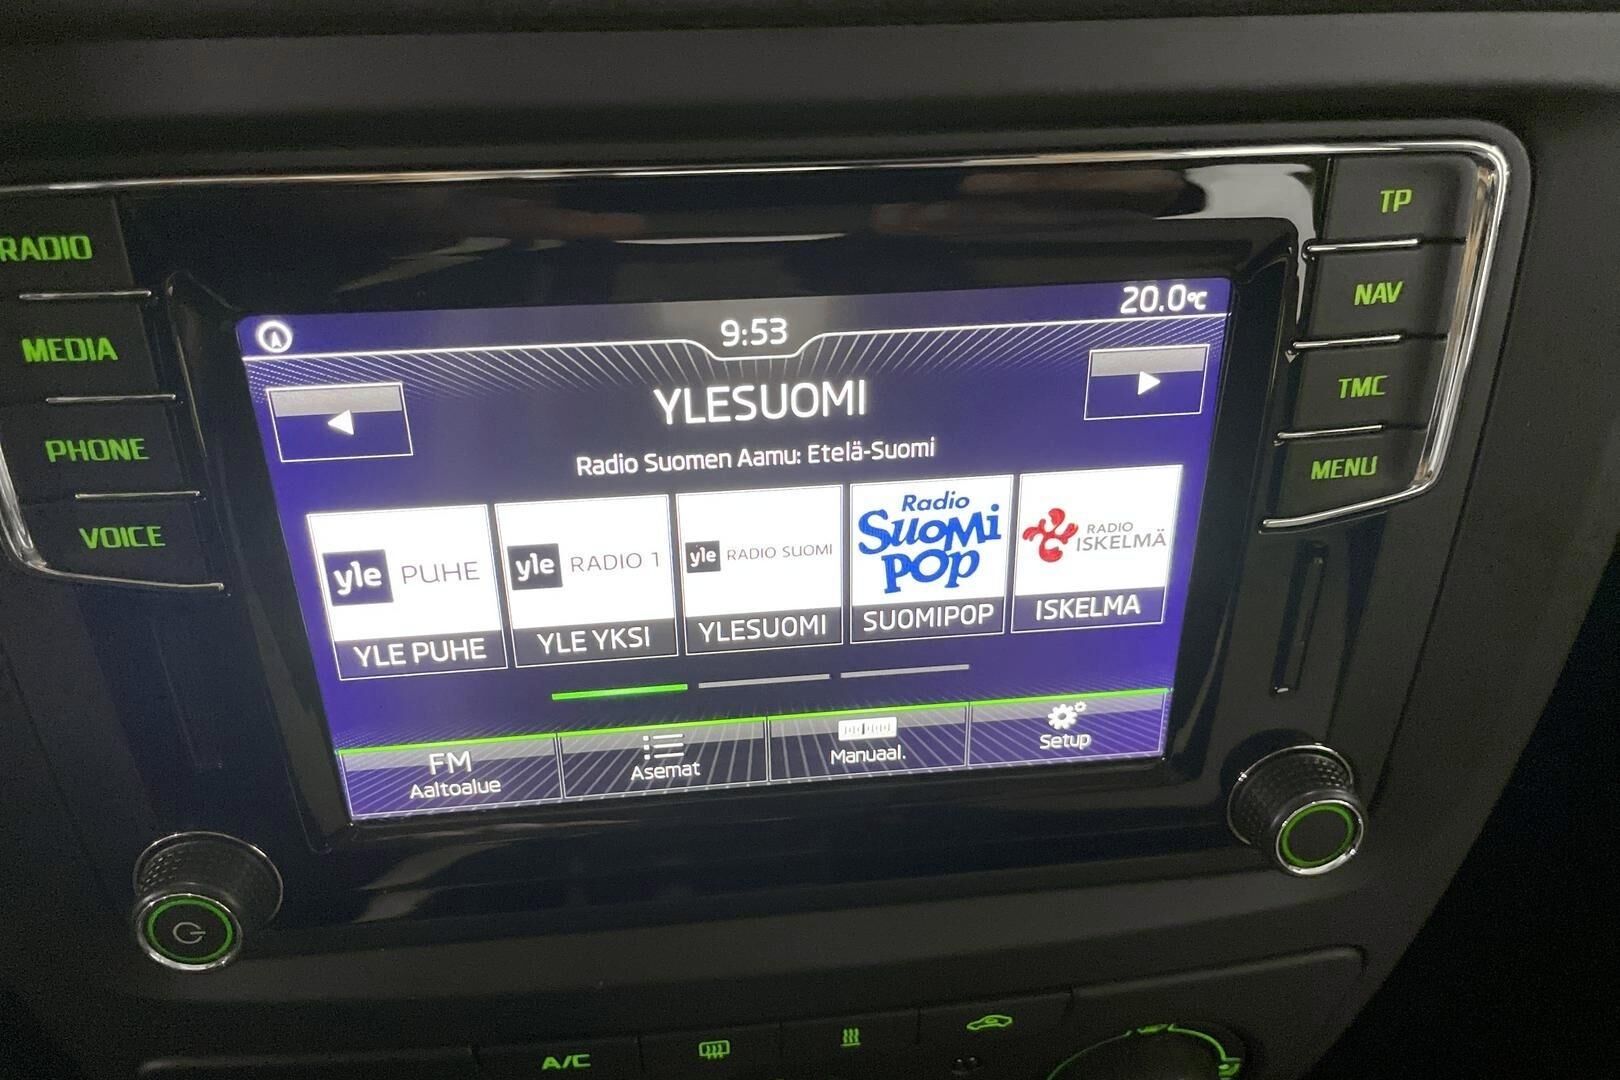 RADIO
MEDIA
PHONE
VOICE
TP
NAV
TMC
MENU
9:53
20.0°C
YLESUOMI
Radio Suomen Aamu: Etelä-Suomi
yle PUHE
YLE PUHE
yle RADIO 1
YLE YKSI
yle RADIO SUOMI
YLESUOMI
Radio
SUOMI
POP
SUOMIPOP
RADIO
ISKELMÄ
ISKELMA
FM
Aaltoalue
Asemat
Manuaal.
Setup
A/C